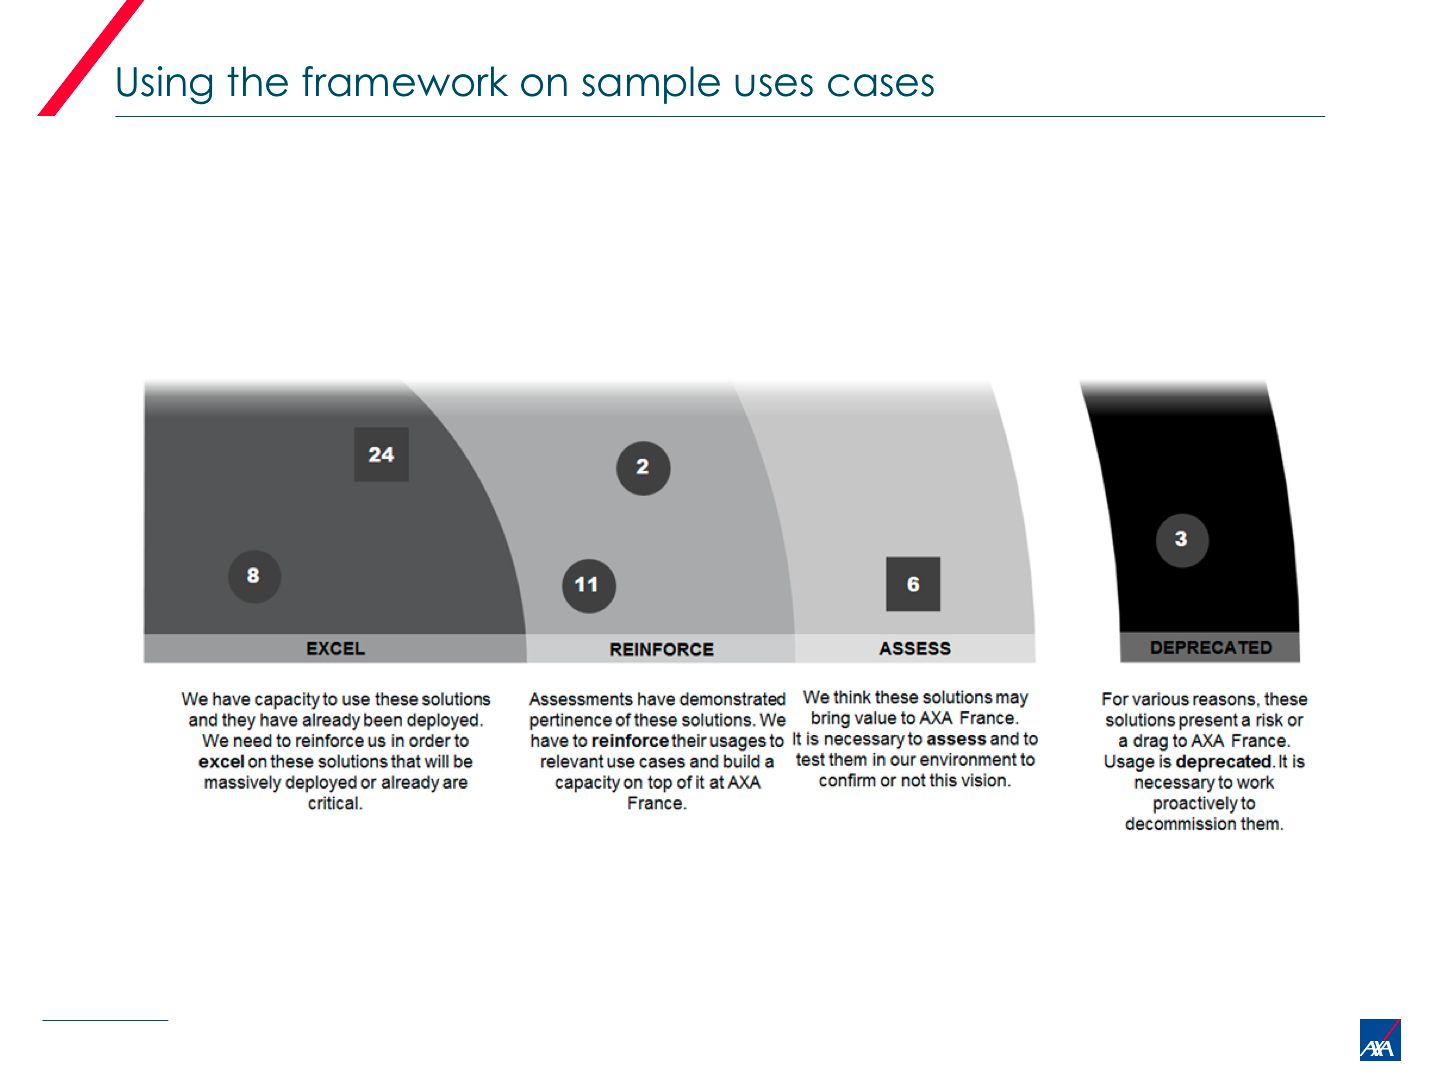 Using the framework on sample uses cases
24
2
8
11
6
3
EXCEL
REINFORCE
ASSESS
DEPRECATED
We have capacity to use these solutions
and they have already been deployed.
We need to reinforce us in order to
excel on these solutions that will be
massively deployed or already are
critical.
Assessments have demonstrated
pertinence of these solutions. We
have to reinforce their usages to
relevant use cases and build a
capacity on top of it at AXA
France.
We think these solutions may
bring value to AXA France.
It is necessary to assess and to
test them in our environment to
confirm or not this vision.
For various reasons, these
solutions present a risk or
a drag to AXA France.
Usage is deprecated. It is
necessary to work
proactively to
decommission them.
AXA